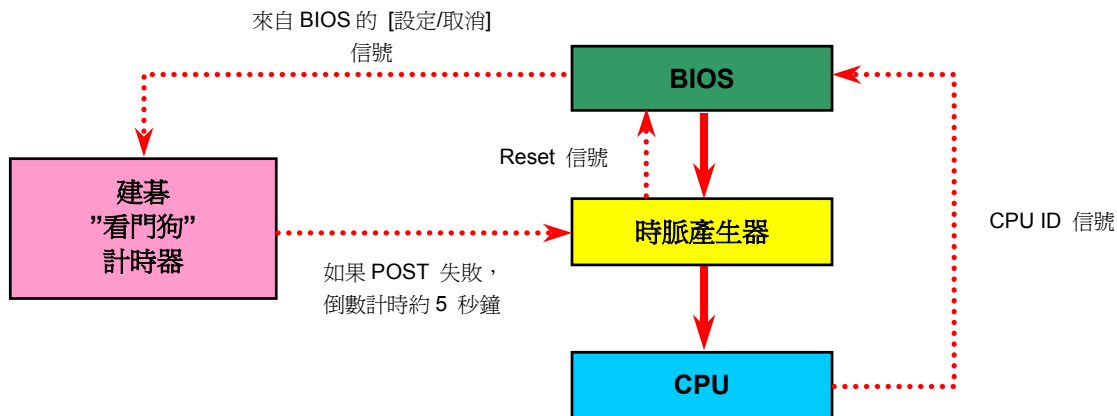 來自 BIOS 的 [設定/取消]
信號
BIOS
Reset 信號
建碁
”看門狗”
計時器
時脈產生器
CPU ID 信號
如果 POST 失敗，
倒數計時約 5 秒鐘
CPU